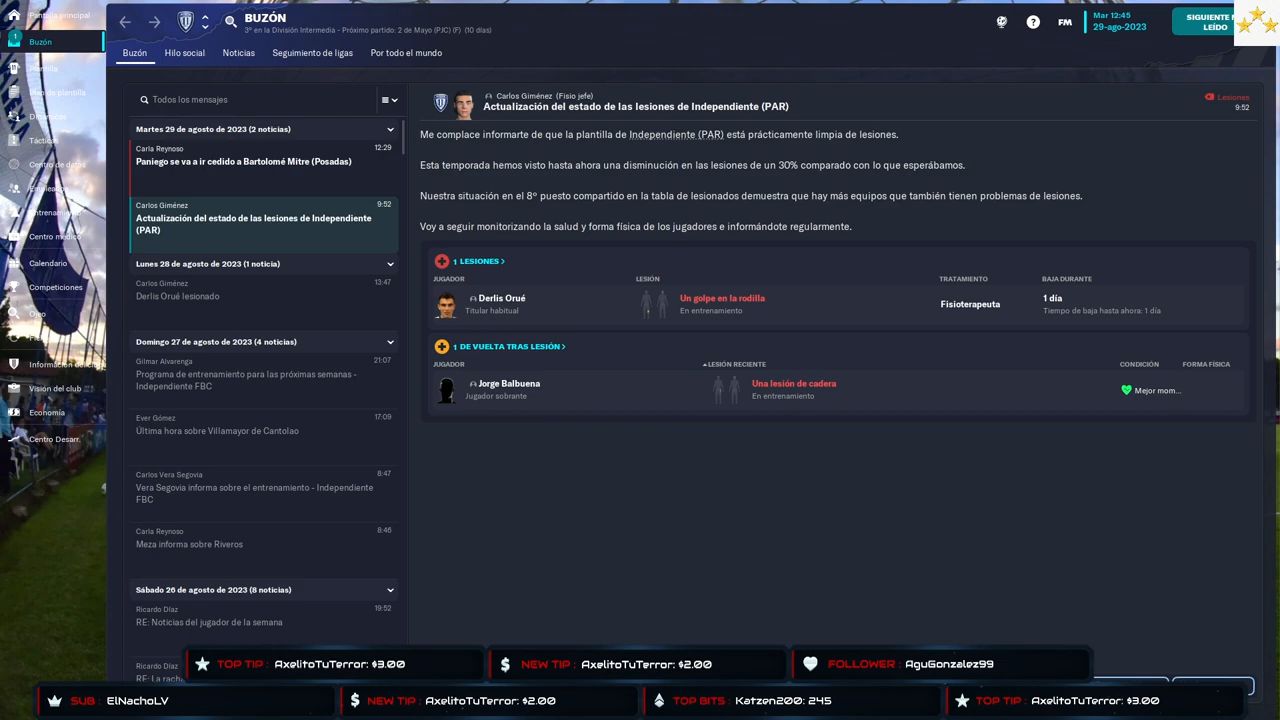 Pantalla principal
1
Buzón
Plantilla
Dinámicas
Tácticas
Centro de datos
Empleados
Entrenamiento
Centro médico
Calendario
Competiciones
Ojeo
Visión del club
Economía
Centro Desarr.
BUZÓN
3º en la División Intermedia - Próximo partido: 2 de Mayo (PJC) (F) (10 días)
FM
Mar 12:45
29-ago-2023
SIGUIENTE
LEÍDO
Buzón
Hilo social
Noticias
Seguimiento de ligas
Por todo el mundo
Todos los mensajes
Martes 29 de agosto de 2023 (2 noticias)
Carla Reynoso 12:29
Paniego se va a ir cedido a Bartolomé Mitre (Posadas)
Carlos Giménez 9:52
Actualización del estado de las lesiones de Independiente
(PAR)
Lunes 28 de agosto de 2023 (1 noticia)
Carlos Giménez 13:47
Derlis Orué lesionado
Domingo 27 de agosto de 2023 (4 noticias)
Gilmar Alvarenga 21:07
Programa de entrenamiento para las próximas semanas -
Independiente FBC
Ever Gómez 17:09
Última hora sobre Villamayor de Cantolao
Carlos Vera Segovia 8:47
Vera Segovia informa sobre el entrenamiento - Independiente
FBC
Carla Reynoso 8:46
Meza informa sobre Riveros
Sábado 26 de agosto de 2023 (8 noticias)
Ricardo Díaz 19:52
RE: Noticias del jugador de la semana
Ricardo Díaz
Carlos Giménez (Fisio jefe)
Actualización del estado de las lesiones de Independiente (PAR)
Lesiones
9:52
Me complace informarte de que la plantilla de Independiente (PAR) está prácticamente limpia de lesiones.
Esta temporada hemos visto hasta ahora una disminución en las lesiones de un 30% comparado con lo que esperábamos.
Nuestra situación en el 8º puesto compartido en la tabla de lesionados demuestra que hay más equipos que también tienen problemas de lesiones.
Voy a seguir monitorizando la salud y forma física de los jugadores e informándote regularmente.
1 LESIONES
JUGADOR LESIÓN TRATAMIENTO BAJA DURANTE
Derlis Orué Un golpe en la rodilla Fisioterapeuta 1 día
Titular habitual En entrenamiento Tiempo de baja hasta ahora: 1 día
1 DE VUELTA TRAS LESIÓN
JUGADOR LESIÓN RECIENTE CONDICIÓN FORMA FÍSICA
Jorge Balbuena Una lesión de cadera Mejor mom...
Jugador sobrante En entrenamiento
TOP TIP : AxelitoTuTerror: $3.00
NEW TIP : AxelitoTuTerror: $2.00
FOLLOWER : AguGonzalez99
SUB : ElNachoLV
NEW TIP : AxelitoTuTerror: $2.00
TOP BITS : Katzen200: 245
TOP TIP : AxelitoTuTerror: $3.00